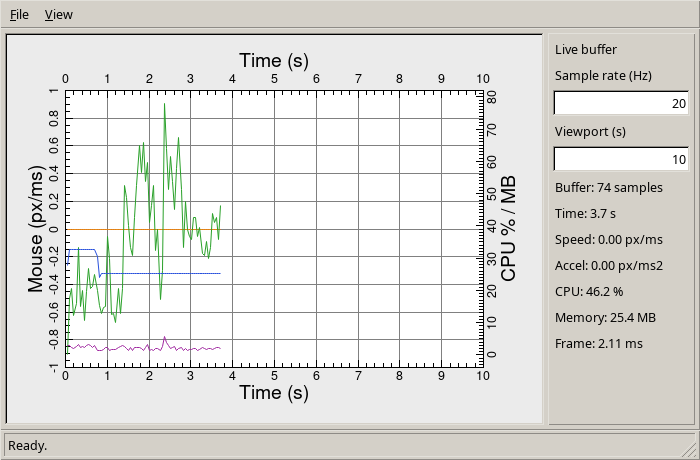 File View
Time (s)
0 1 2 3 4 5 6 7 8 9 10
1
0.8
0.6
0.4
0.2
0
-0.2
-0.4
-0.6
-0.8
-1
Mouse (px/ms)
80
70
60
50
40
30
20
10
0
CPU % / MB
0 1 2 3 4 5 6 7 8 9 10
Time (s)
Live buffer
Sample rate (Hz)
20
Viewport (s)
10
Buffer: 74 samples
Time: 3.7 s
Speed: 0.00 px/ms
Accel: 0.00 px/ms2
CPU: 46.2 %
Memory: 25.4 MB
Frame: 2.11 ms
Ready.